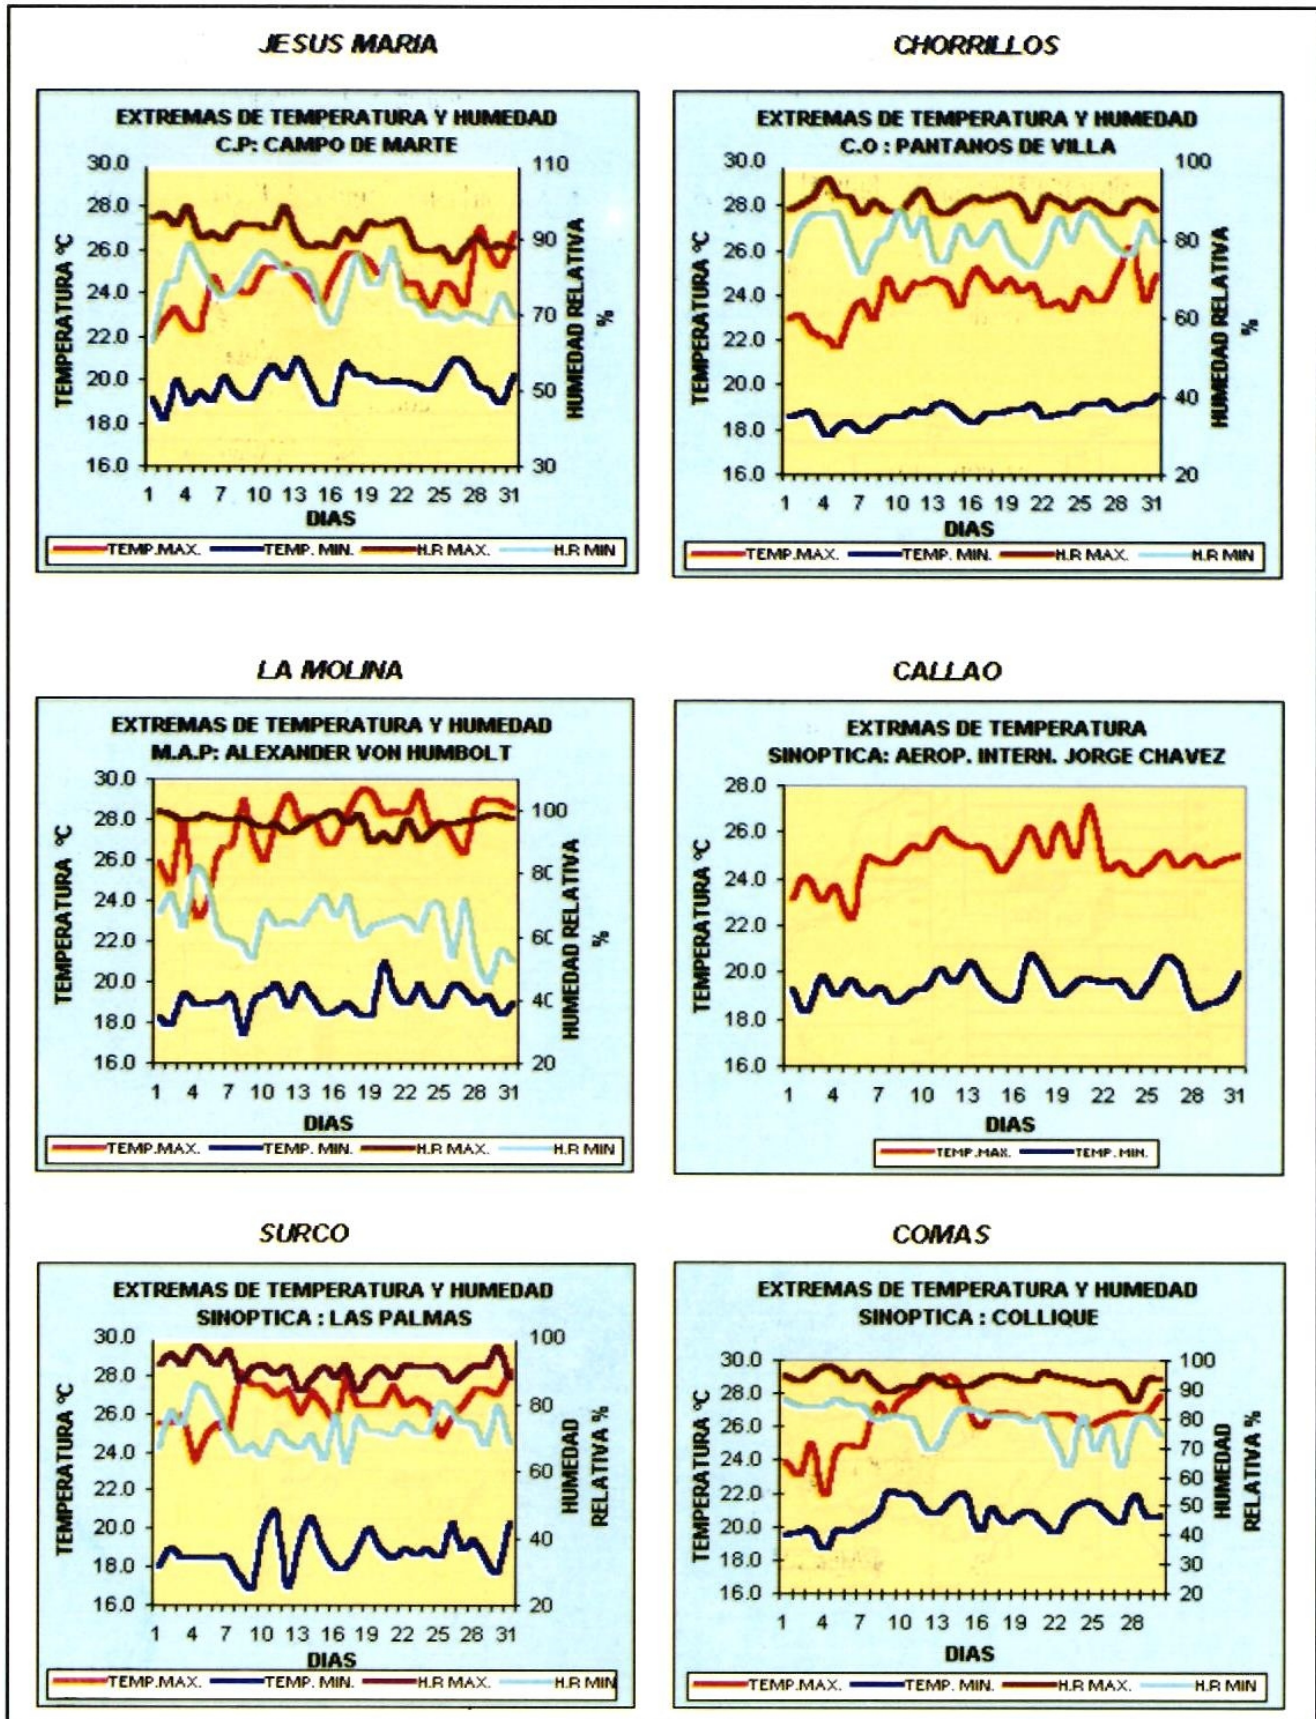 JESUS MARIA
EXTREMAS DE TEMPERATURA Y HUMEDAD
C.P: CAMPO DE MARTE
30.0
28.0
26.0
24.0
22.0
20.0
18.0
16.0
TEMPERATURA ºC
110
90
70
50
30
HUMEDAD RELATIVA
%
1 4 7 10 13 16 19 22 25 28 31
DIAS
TEMP.MAX. TEMP. MIN. H.R MAX. H.R MIN
CHORRILLOS
EXTREMAS DE TEMPERATURA Y HUMEDAD
C.O : PANTANOS DE VILLA
30.0
28.0
26.0
24.0
22.0
20.0
18.0
16.0
TEMPERATURA ºC
100
80
60
40
20
HUMEDAD RELATIVA
%
1 4 7 10 13 16 19 22 25 28 31
DIAS
TEMP.MAX. TEMP. MIN. H.R MAX. H.R MIN
LA MOLINA
EXTREMAS DE TEMPERATURA Y HUMEDAD
M.A.P: ALEXANDER VON HUMBOLT
30.0
28.0
26.0
24.0
22.0
20.0
18.0
16.0
TEMPERATURA ºC
100
80
60
40
20
HUMEDAD RELATIVA
%
1 4 7 10 13 16 19 22 25 28 31
DIAS
TEMP.MAX. TEMP. MIN. H.R MAX. H.R MIN
CALLAO
EXTRMAS DE TEMPERATURA
SINOPTICA: AEROP. INTERN. JORGE CHAVEZ
28.0
26.0
24.0
22.0
20.0
18.0
16.0
TEMPERATURA ºC
1 4 7 10 13 16 19 22 25 28 31
DIAS
TEMP.MAX. TEMP. MIN.
SURCO
EXTREMAS DE TEMPERATURA Y HUMEDAD
SINOPTICA : LAS PALMAS
30.0
28.0
26.0
24.0
22.0
20.0
18.0
16.0
TEMPERATURA ºC
100
80
60
40
20
HUMEDAD
RELATIVA %
1 4 7 10 13 16 19 22 25 28 31
DIAS
TEMP.MAX. TEMP. MIN. H.R MAX. H.R MIN
COMAS
EXTREMAS DE TEMPERATURA Y HUMEDAD
SINOPTICA : COLLIQUE
30.0
28.0
26.0
24.0
22.0
20.0
18.0
16.0
TEMPERATURA ºC
100
90
80
70
60
50
40
30
20
HUMEDAD
RELATIVA %
1 4 7 10 13 16 19 22 25 28
DIAS
TEMP.MAX. TEMP. MIN. H.R MAX. H.R MIN